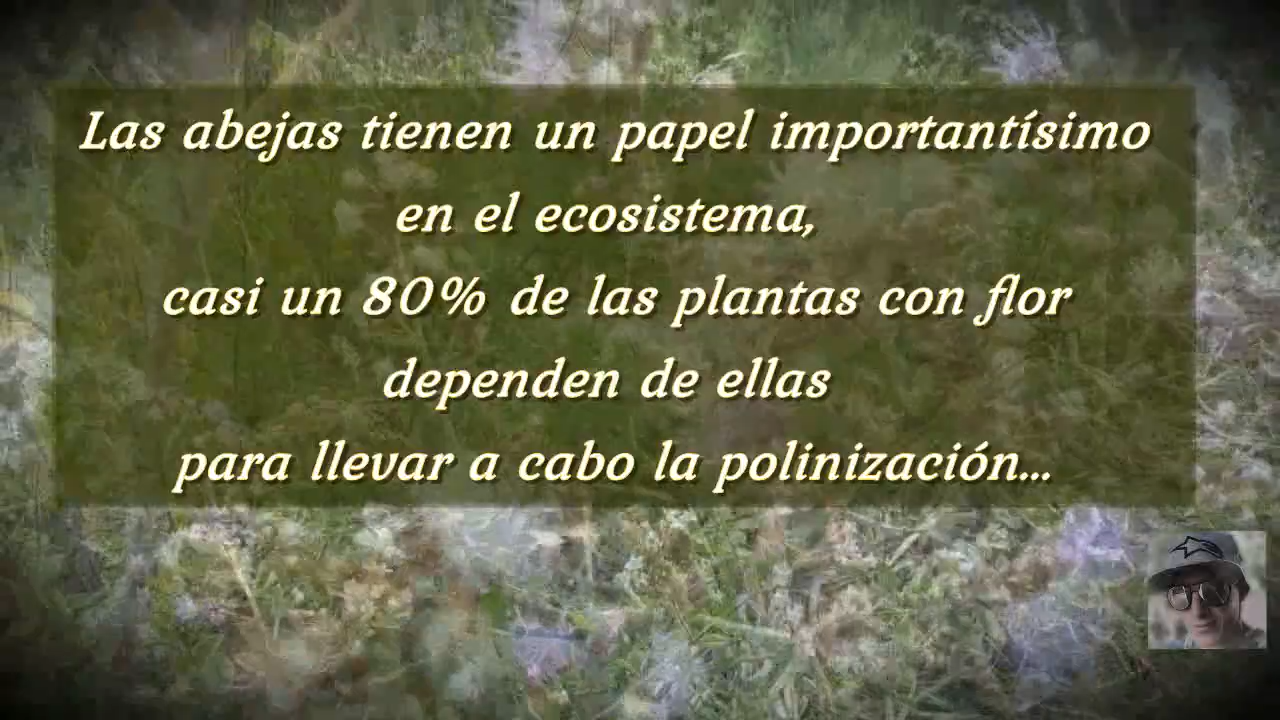 Las abejas tienen un papel importantísimo
en el ecosistema,
casi un 80% de las plantas con flor
dependen de ellas
para llevar a cabo la polinización...